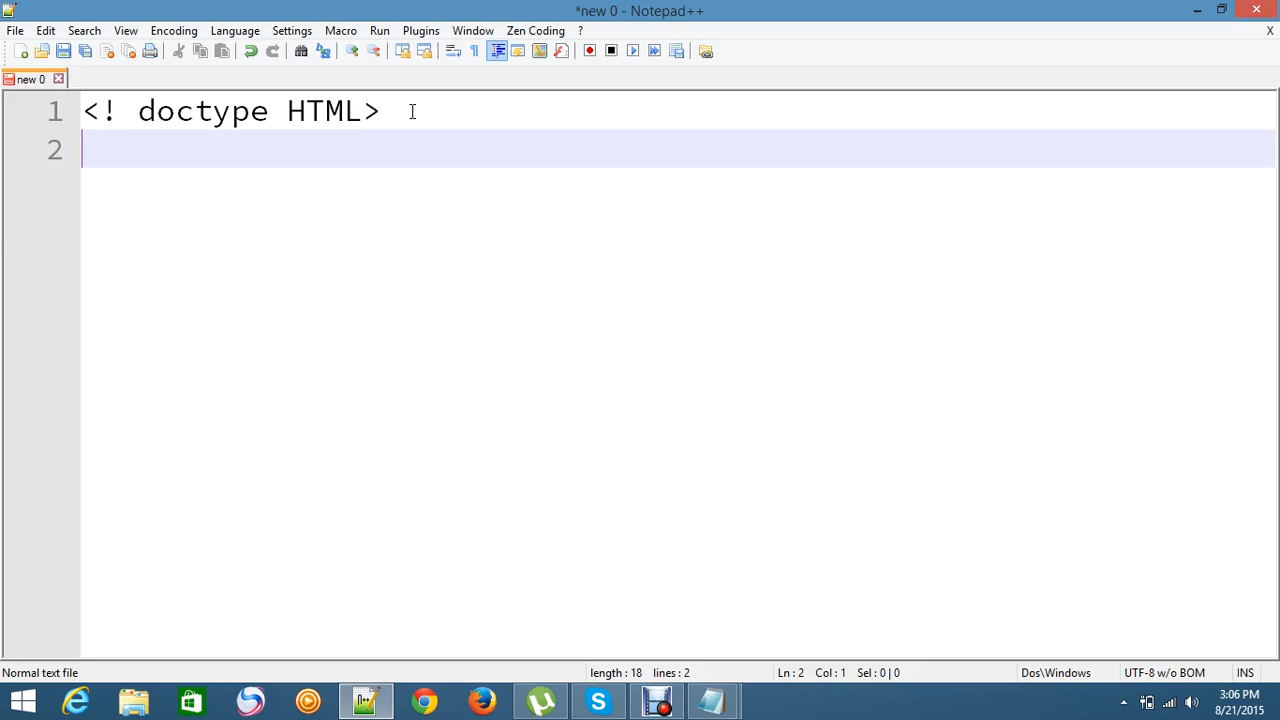 *new 0 - Notepad++
File Edit Search View Encoding Language Settings Macro Run Plugins Window Zen Coding ? X
new 0
1 <! doctype HTML>
2
Normal text file length : 18 lines : 2 Ln : 2 Col : 1 Sel : 0 | 0 Dos\Windows UTF-8 w/o BOM INS
3:06 PM
8/21/2015